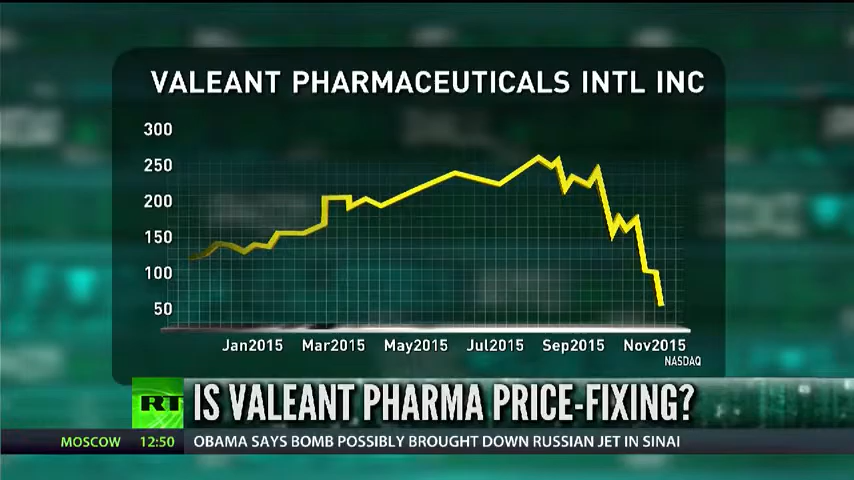 VALEANT PHARMACEUTICALS INTL INC
300
250
200
150
100
50
Jan2015 Mar2015 May2015 Jul2015 Sep2015 Nov2015
NASDAQ
RT IS VALEANT PHARMA PRICE-FIXING?
MOSCOW 12:50 OBAMA SAYS BOMB POSSIBLY BROUGHT DOWN RUSSIAN JET IN SINAI